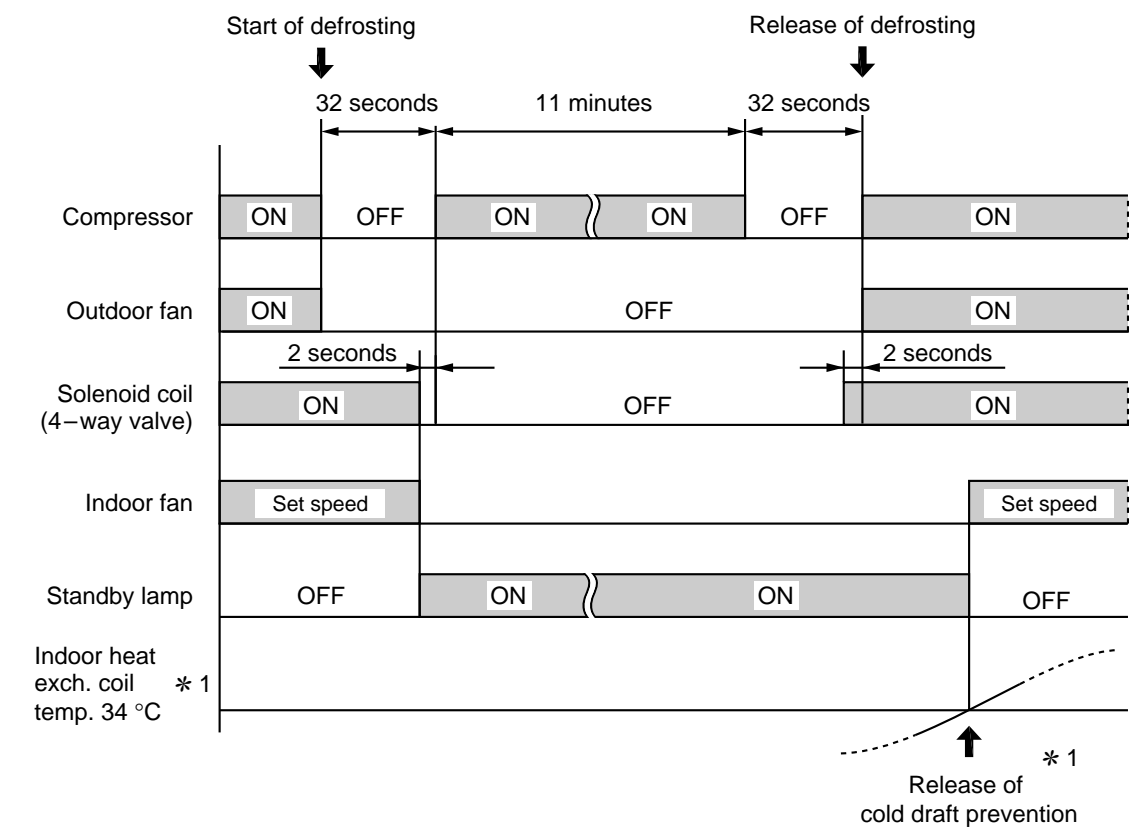 Start of defrosting
Release of defrosting
32 seconds
11 minutes
32 seconds
Compressor
ON
OFF
ON
ON
OFF
ON
Outdoor fan
ON
OFF
ON
2 seconds
2 seconds
Solenoid coil
(4–way valve)
ON
OFF
ON
Indoor fan
Set speed
Set speed
Standby lamp
OFF
ON
ON
OFF
Indoor heat
exch. coil
temp. 34 °C
* 1
* 1
Release of
cold draft prevention